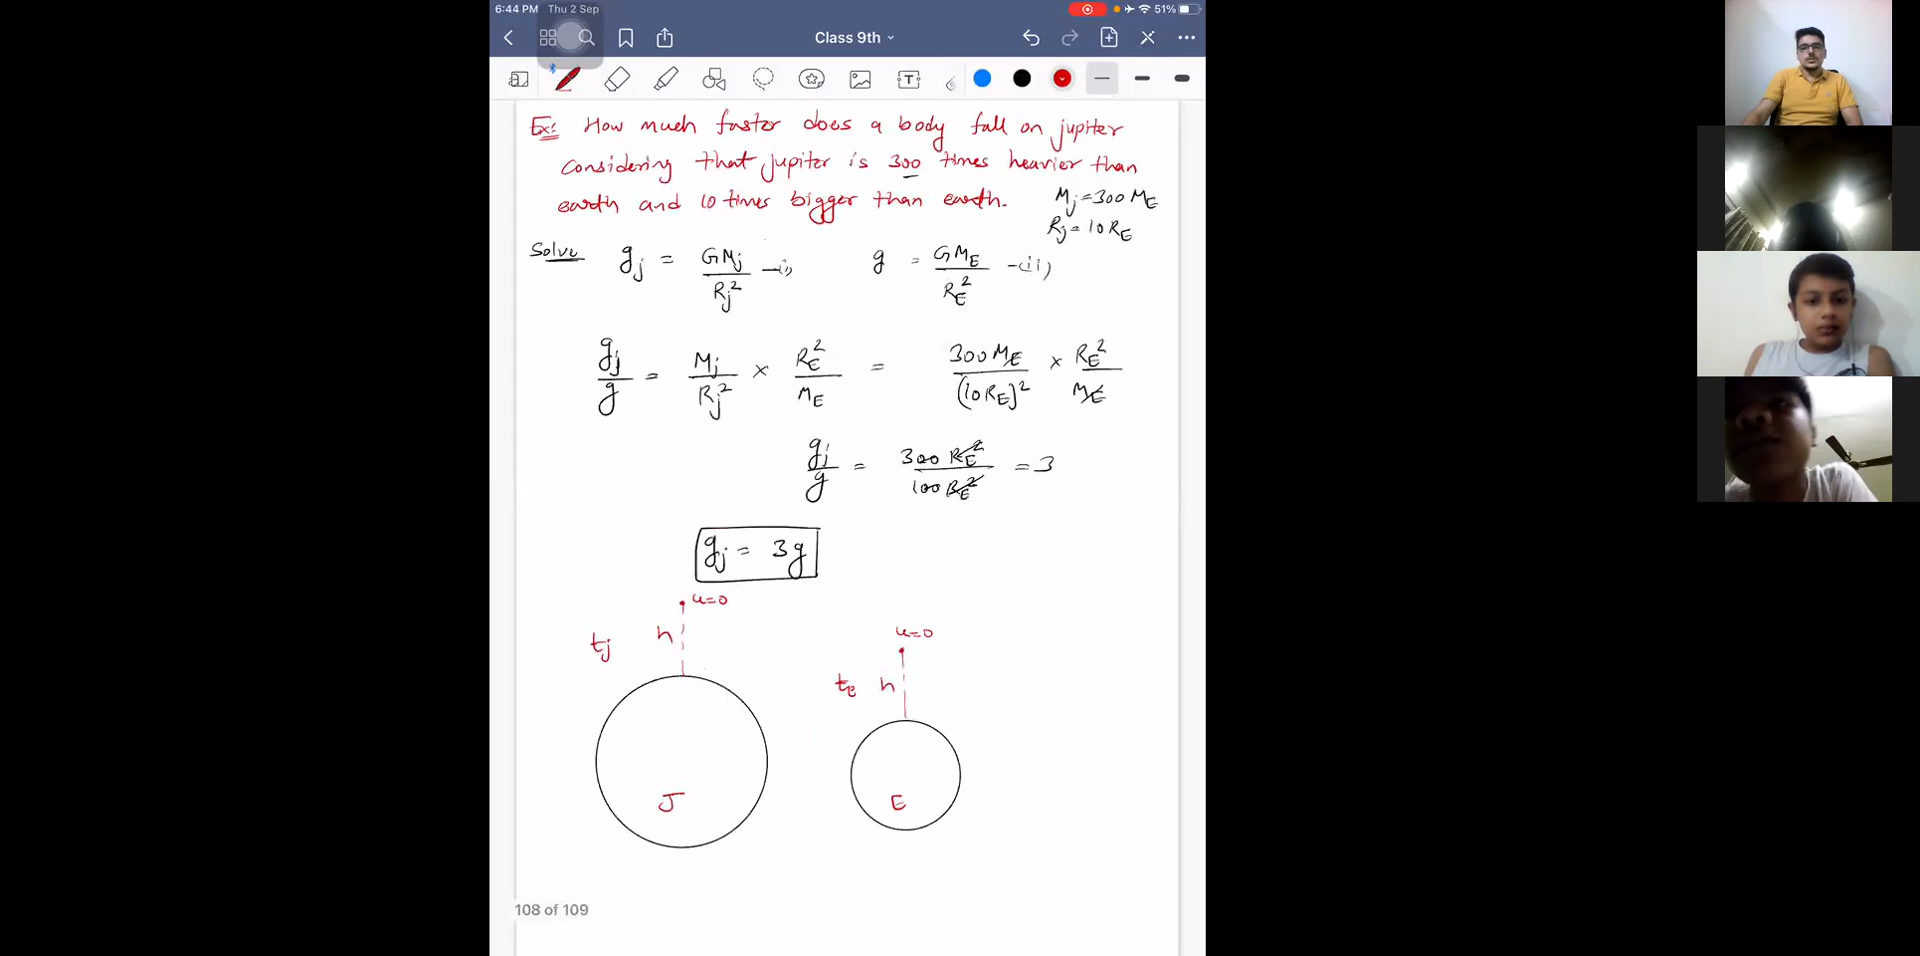 6:44 PM Thu 2 Sep
51%
Class 9th
T
Ex: How much faster does a body fall on jupiter
considering that jupiter is 300 times heavier than
earth and 10 times bigger than earth.
Mj = 300 ME
Rj = 10 RE
Solve gj = GMj / Rj² —(i) g = GME / RE² —(ii)
gj / g = Mj / Rj² × RE² / ME = 300 ME / (10RE)² × RE² / ME
gj / g = 300 RE² / 100 RE² = 3
gj = 3g
u=0
tj h
u=0
tE h
J
E
108 of 109